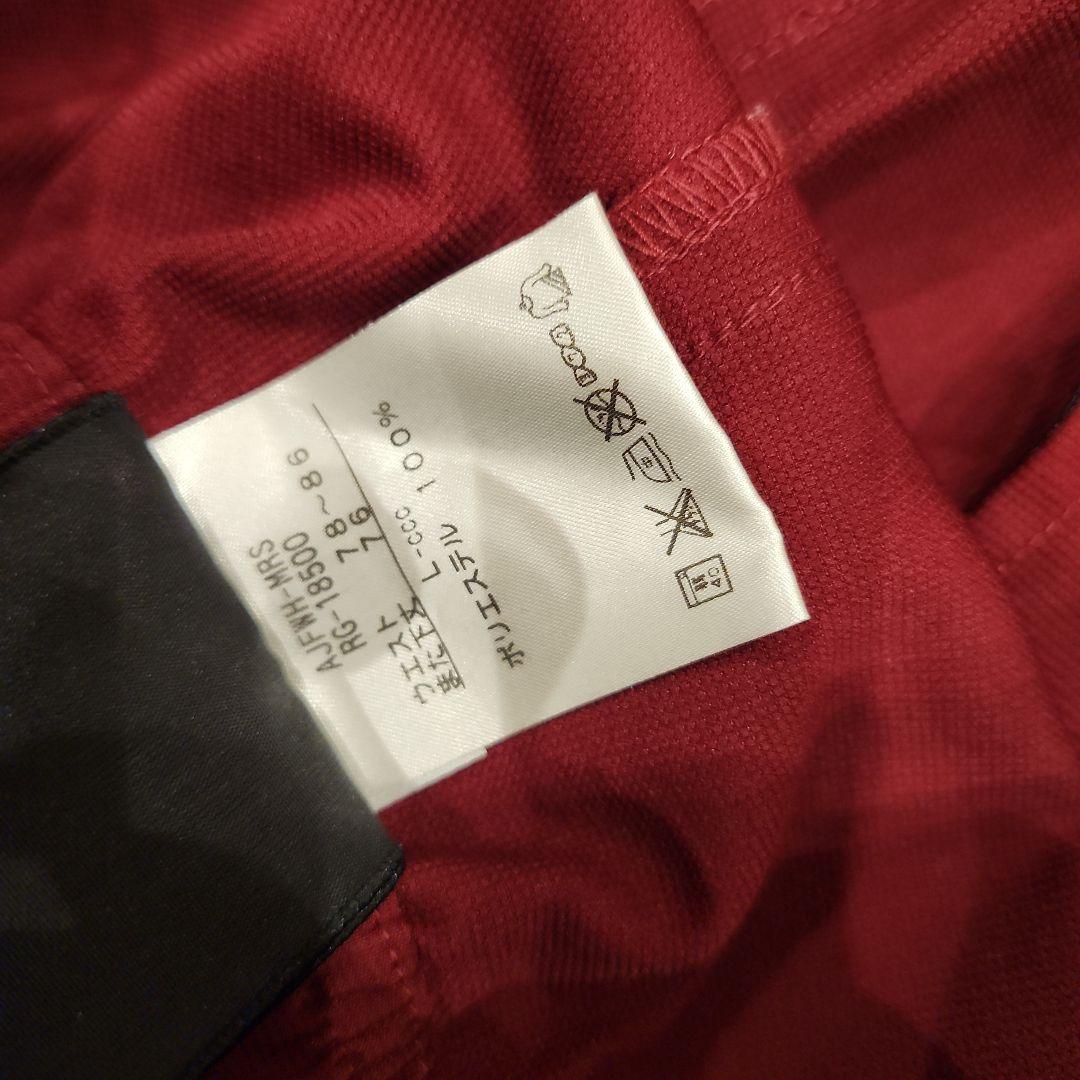 AJFWH-MRS
RG-18500
ウエスト 78~86
また下丈 76
L-ccc
ポリエステル 100%